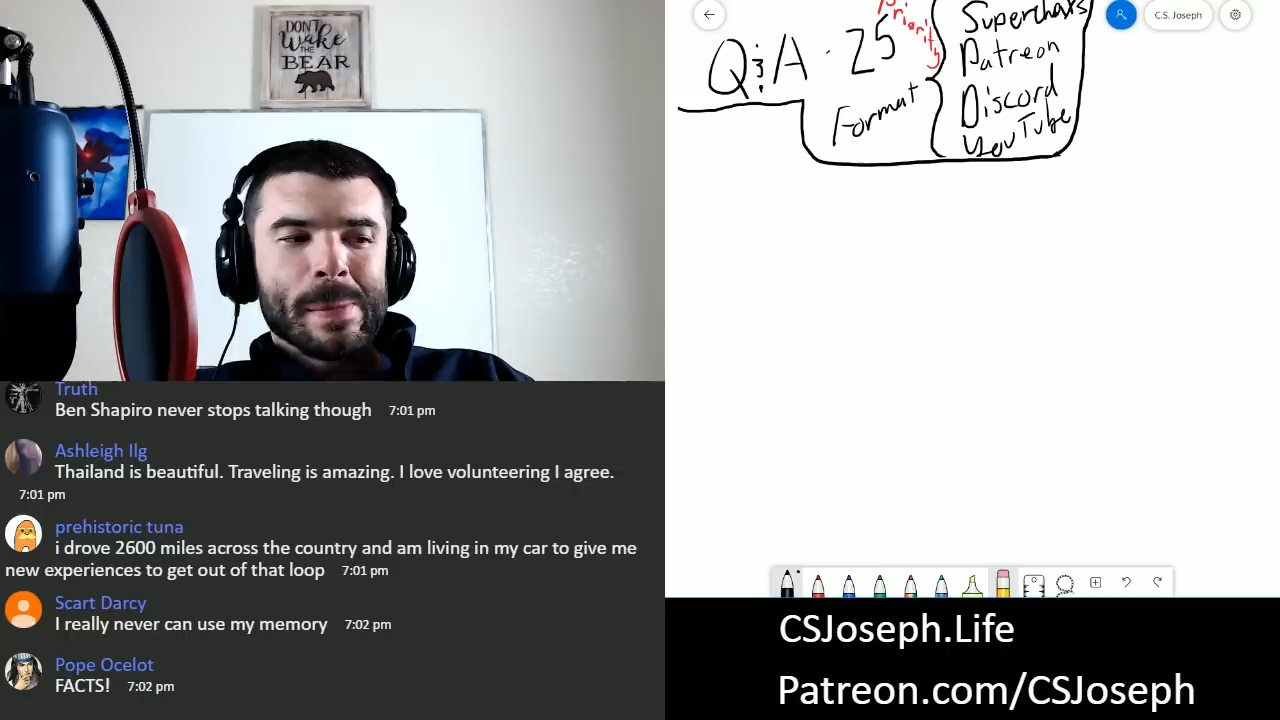 DON'T
Wake
THE
BEAR
Truth
Ben Shapiro never stops talking though 7:01 pm
Ashleigh Ilg
Thailand is beautiful. Traveling is amazing. I love volunteering I agree.
7:01 pm
prehistoric tuna
i drove 2600 miles across the country and am living in my car to give me
new experiences to get out of that loop 7:01 pm
Scart Darcy
I really never can use my memory 7:02 pm
Pope Ocelot
FACTS! 7:02 pm
C.S. Joseph
Q&A - 25
Format
Priority
Superchats
Patreon
Discord
YouTube
CSJoseph.Life
Patreon.com/CSJoseph